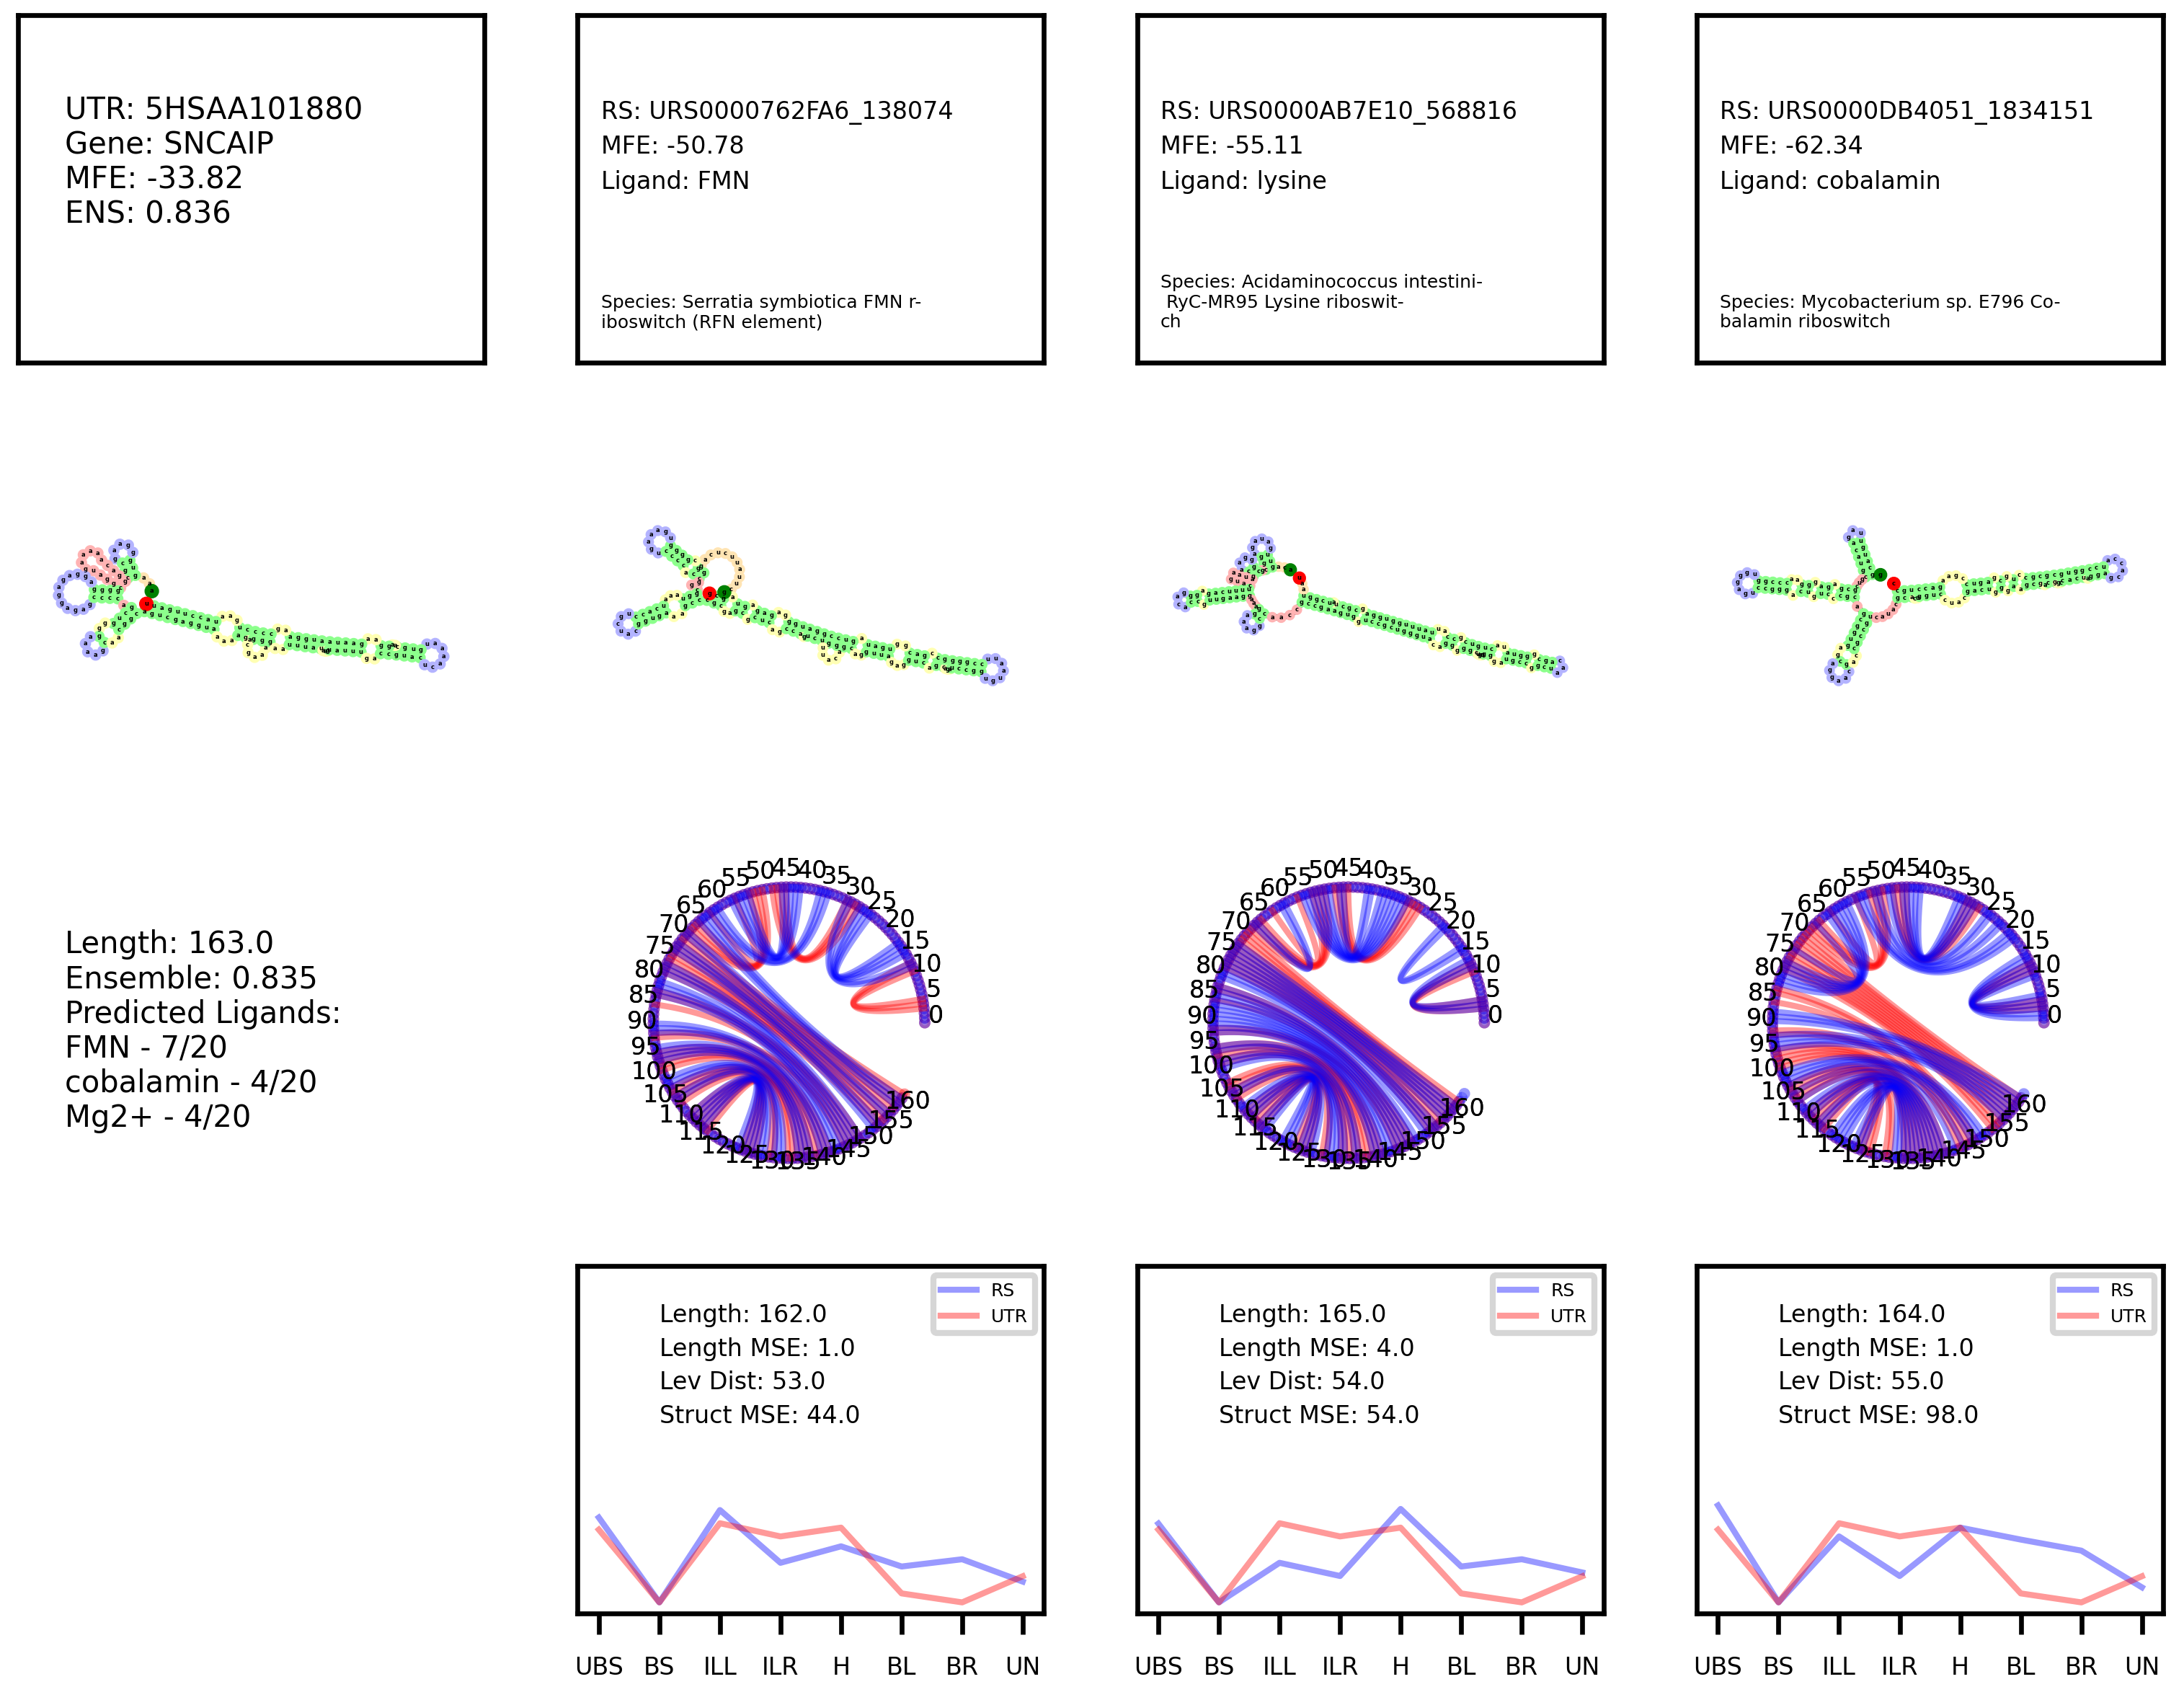 UTR: 5HSAA101880
Gene: SNCAIP
MFE: -33.82
ENS: 0.836
RS: URS0000762FA6_138074
MFE: -50.78
Ligand: FMN
Species: Serratia symbiotica FMN r-
iboswitch (RFN element)
RS: URS0000AB7E10_568816
MFE: -55.11
Ligand: lysine
Species: Acidaminococcus intestini-
RyC-MR95 Lysine riboswit-
ch
RS: URS0000DB4051_1834151
MFE: -62.34
Ligand: cobalamin
Species: Mycobacterium sp. E796 Co-
balamin riboswitch
Length: 163.0
Ensemble: 0.835
Predicted Ligands:
FMN - 7/20
cobalamin - 4/20
Mg2+ - 4/20
0 5 10 15 20 25 30 35 40 45 50 55 60 65 70 75 80 85 90 95 100 105 110 115 120 125 130 135 140 145 150 155 160
0 5 10 15 20 25 30 35 40 45 50 55 60 65 70 75 80 85 90 95 100 105 110 115 120 125 130 135 140 145 150 155 160
0 5 10 15 20 25 30 35 40 45 50 55 60 65 70 75 80 85 90 95 100 105 110 115 120 125 130 135 140 145 150 155 160
RS
UTR
Length: 162.0
Length MSE: 1.0
Lev Dist: 53.0
Struct MSE: 44.0
UBS BS ILL ILR H BL BR UN
RS
UTR
Length: 165.0
Length MSE: 4.0
Lev Dist: 54.0
Struct MSE: 54.0
UBS BS ILL ILR H BL BR UN
RS
UTR
Length: 164.0
Length MSE: 1.0
Lev Dist: 55.0
Struct MSE: 98.0
UBS BS ILL ILR H BL BR UN